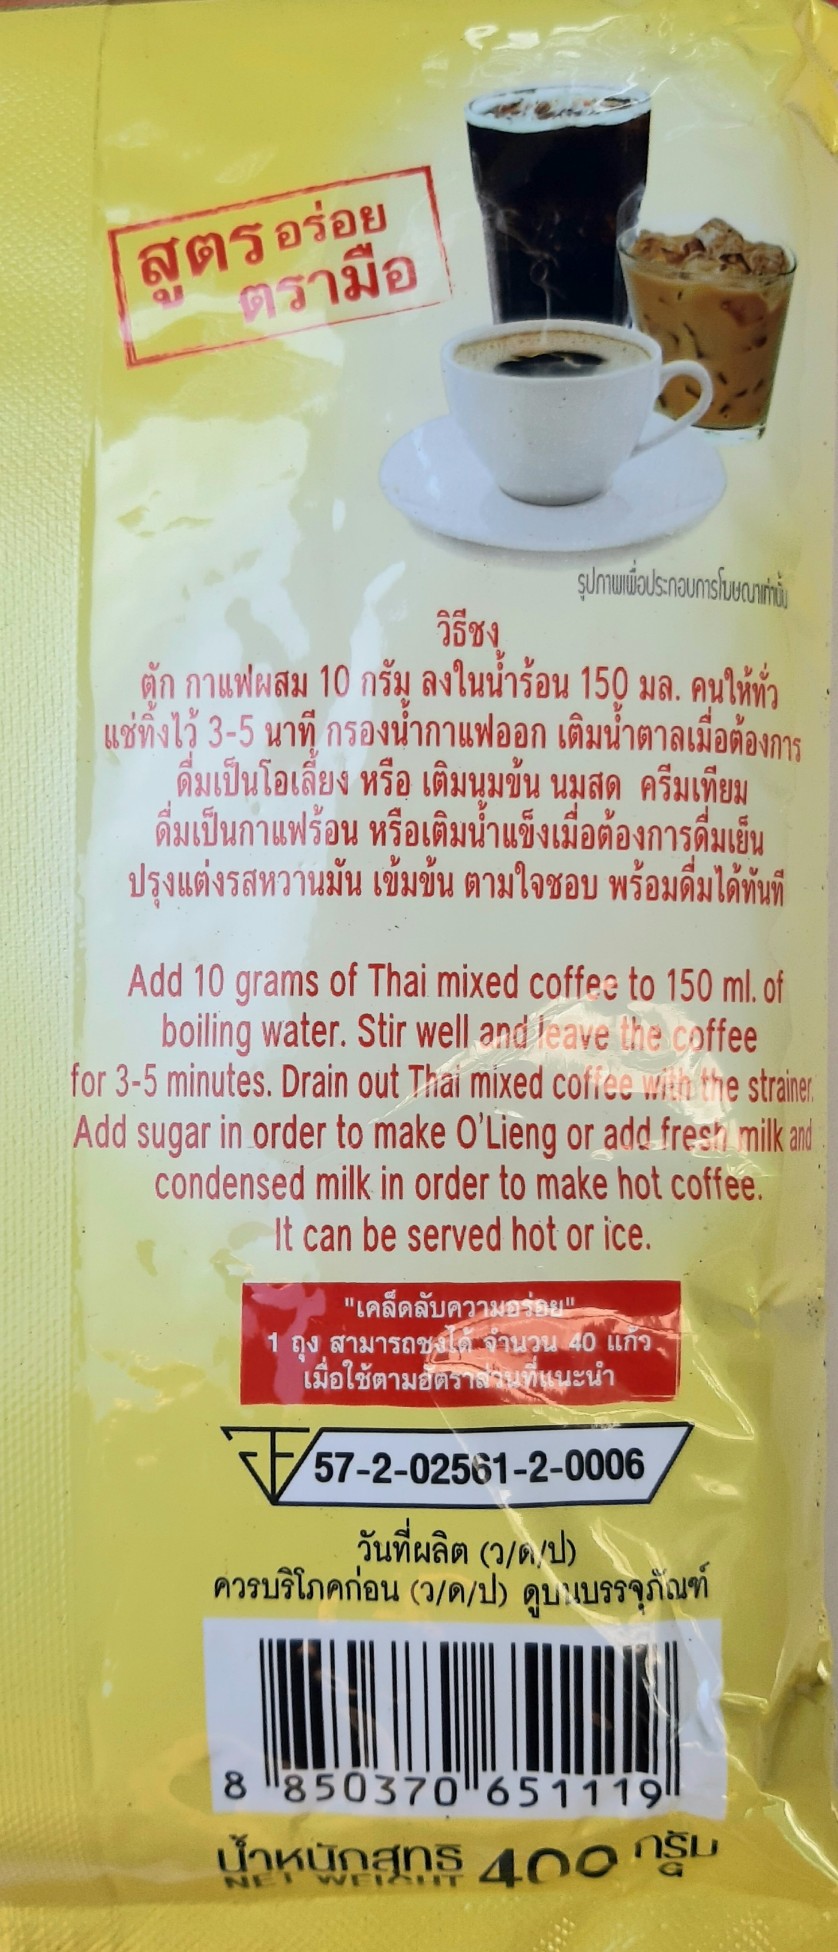 สูตรอร่อย
ตรามือ
รูปภาพเพื่อประกอบการโฆษณาเท่านั้น
วิธีชง
ตัก กาแฟผสม 10 กรัม ลงในน้ำร้อน 150 มล. คนให้ทั่ว
แช่ทิ้งไว้ 3-5 นาที กรองน้ำกาแฟออก เติมน้ำตาลเมื่อต้องการ
ดื่มเป็นโอเลี้ยง หรือ เติมนมข้น นมสด ครีมเทียม
ดื่มเป็นกาแฟร้อน หรือเติมน้ำแข็งเมื่อต้องการดื่มเย็น
ปรุงแต่งรสหวานมัน เข้มข้น ตามใจชอบ พร้อมดื่มได้ทันที
Add 10 grams of Thai mixed coffee to 150 ml. of
boiling water. Stir well and leave the coffee
for 3-5 minutes. Drain out Thai mixed coffee with the strainer.
Add sugar in order to make O'Lieng or add fresh milk and
condensed milk in order to make hot coffee.
It can be served hot or ice.
"เคล็ดลับความอร่อย"
1 ถุง สามารถชงได้ จำนวน 40 แก้ว
เมื่อใช้ตามอัตราส่วนที่แนะนำ
57-2-02561-2-0006
วันที่ผลิต (ว/ด/ป)
ควรบริโภคก่อน (ว/ด/ป) ดูบนบรรจุภัณฑ์
8 850370 651119
น้ำหนักสุทธิ 400 กรัม
NET WEIGHT G